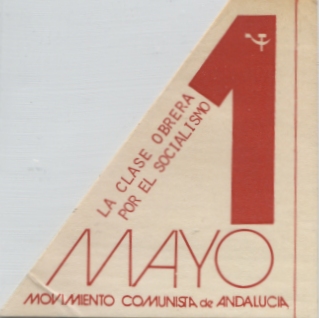 1
LA CLASE OBRERA
POR EL SOCIALISMO
MAYO
MOVIMIENTO COMUNISTA de ANDALUCIA